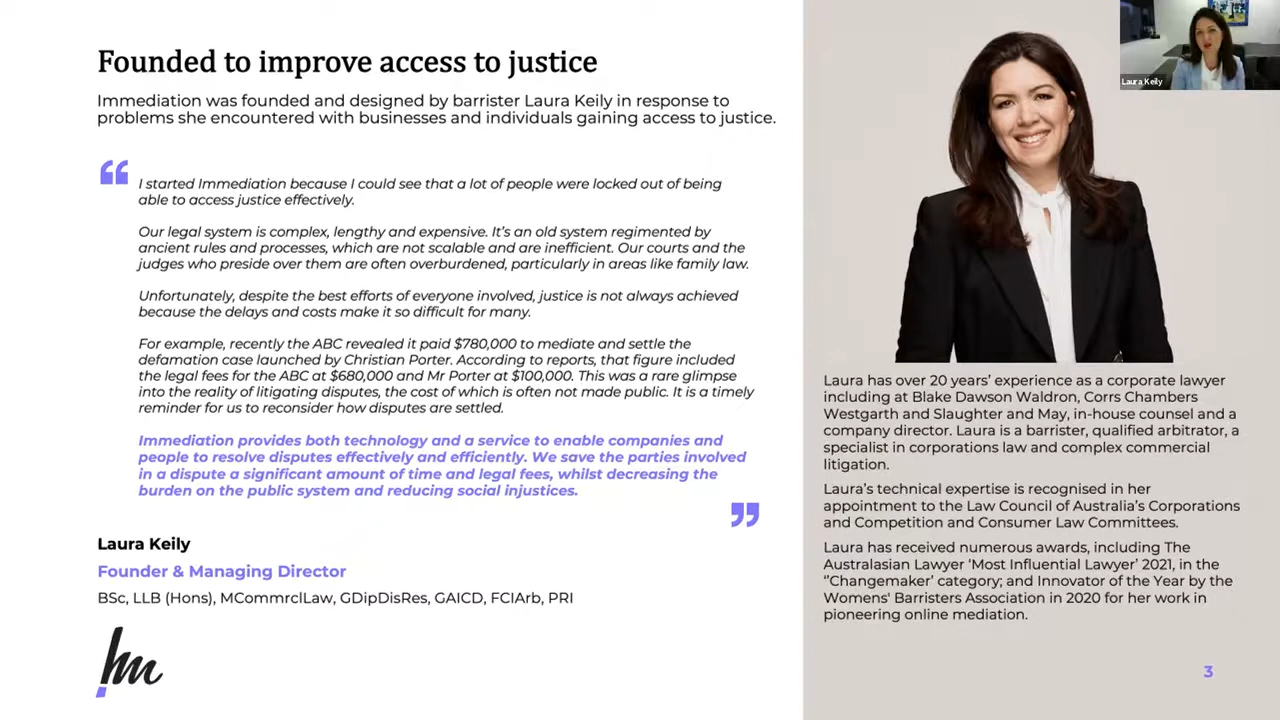 Founded to improve access to justice
Immediation was founded and designed by barrister Laura Keily in response to
problems she encountered with businesses and individuals gaining access to justice.
“
I started Immediation because I could see that a lot of people were locked out of being
able to access justice effectively.
Our legal system is complex, lengthy and expensive. It’s an old system regimented by
ancient rules and processes, which are not scalable and are inefficient. Our courts and the
judges who preside over them are often overburdened, particularly in areas like family law.
Unfortunately, despite the best efforts of everyone involved, justice is not always achieved
because the delays and costs make it so difficult for many.
For example, recently the ABC revealed it paid $780,000 to mediate and settle the
defamation case launched by Christian Porter. According to reports, that figure included
the legal fees for the ABC at $680,000 and Mr Porter at $100,000. This was a rare glimpse
into the reality of litigating disputes, the cost of which is often not made public. It is a timely
reminder for us to reconsider how disputes are settled.
Immediation provides both technology and a service to enable companies and
people to resolve disputes effectively and efficiently. We save the parties involved
in a dispute a significant amount of time and legal fees, whilst decreasing the
burden on the public system and reducing social injustices.
”
Laura Keily
Founder & Managing Director
BSc, LLB (Hons), MCommrclLaw, GDipDisRes, GAICD, FCIArb, PRI
im
Laura Keily
Laura has over 20 years’ experience as a corporate lawyer
including at Blake Dawson Waldron, Corrs Chambers
Westgarth and Slaughter and May, in-house counsel and a
company director. Laura is a barrister, qualified arbitrator, a
specialist in corporations law and complex commercial
litigation.
Laura’s technical expertise is recognised in her
appointment to the Law Council of Australia’s Corporations
and Competition and Consumer Law Committees.
Laura has received numerous awards, including The
Australasian Lawyer ‘Most Influential Lawyer’ 2021, in the
‘’Changemaker’ category; and Innovator of the Year by the
Womens' Barristers Association in 2020 for her work in
pioneering online mediation.
3